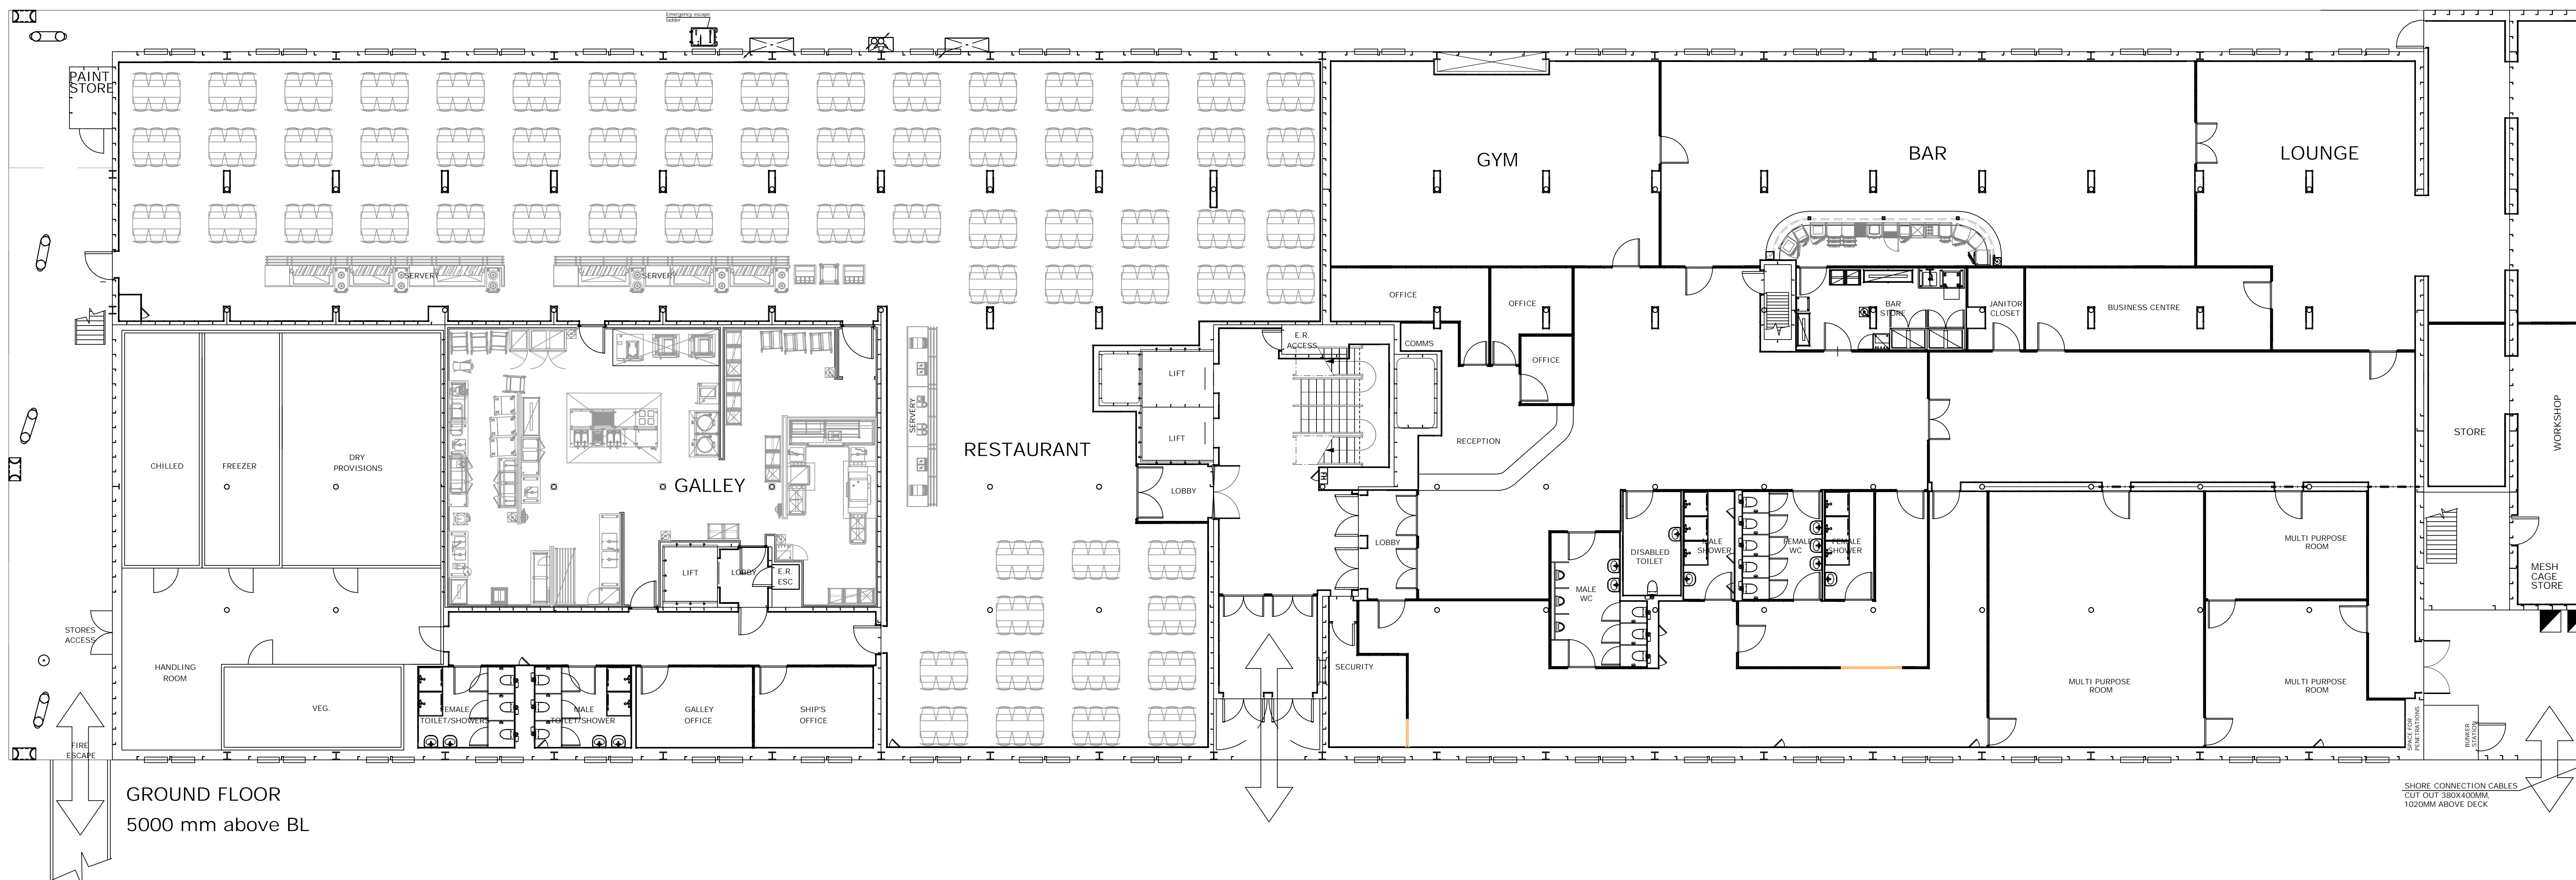 Emergency escape
ladder
PAINT
STORE
GYM
BAR
LOUNGE
SERVERY
SERVERY
OFFICE
OFFICE
BAR
STORE
JANITOR
CLOSET
BUSINESS CENTRE
E.R.
ACCESS
COMMS
OFFICE
LIFT
SERVERY
WORKSHOP
STORE
LIFT
RECEPTION
RESTAURANT
CHILLED
FREEZER
DRY
PROVISIONS
GALLEY
LOBBY
LOBBY
MALE
SHOWER
FEMALE
WC
FEMALE
SHOWER
DISABLED
TOILET
MULTI PURPOSE
ROOM
LIFT
LOBBY
E.R.
ESC
MALE
WC
MESH
CAGE
STORE
STORES
ACCESS
HANDLING
ROOM
SECURITY
VEG.
FEMALE
TOILET/SHOWERS
MALE
TOILET/SHOWER
GALLEY
OFFICE
SHIP'S
OFFICE
MULTI PURPOSE
ROOM
MULTI PURPOSE
ROOM
SPACE FOR
PENETRATIONS
BUNKER
STATION
FIRE
ESCAPE
GROUND FLOOR
5000 mm above BL
SHORE CONNECTION CABLES
CUT OUT 380X400MM,
1020MM ABOVE DECK